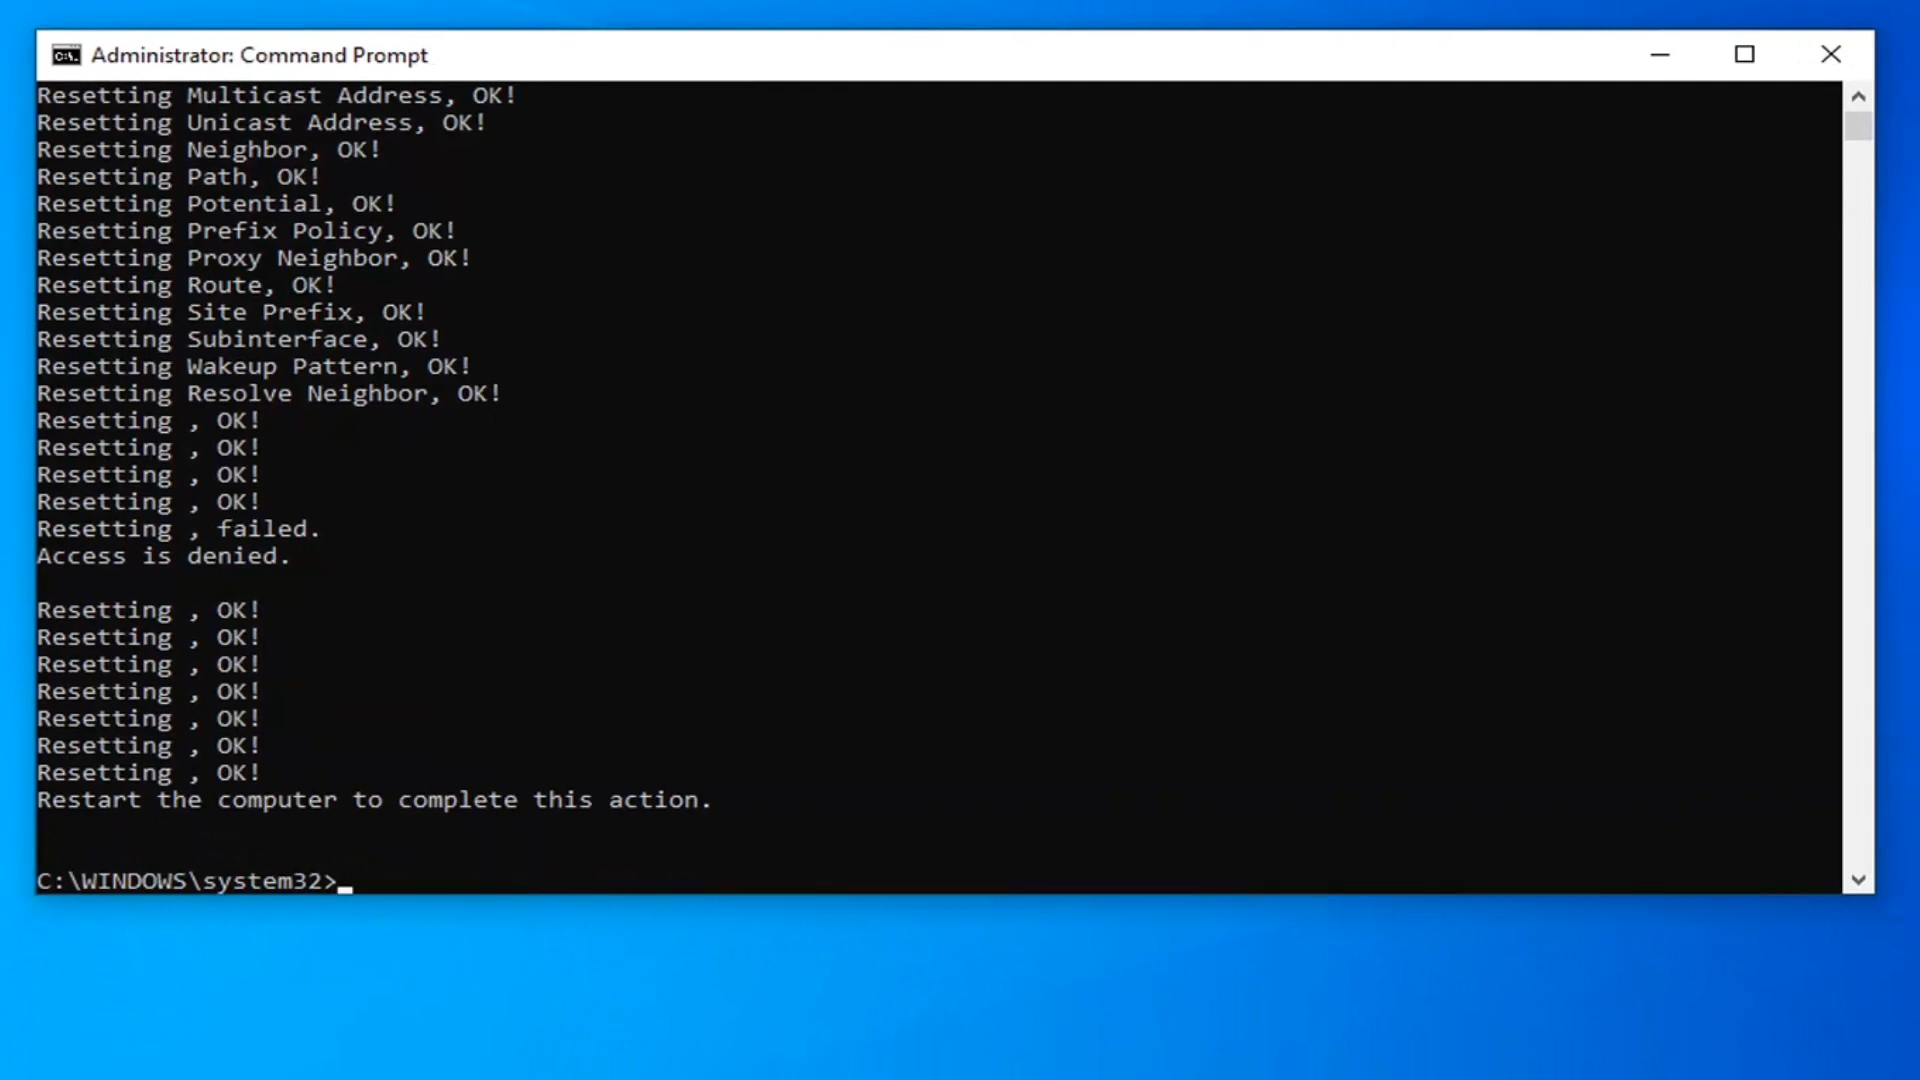 Administrator: Command Prompt
Resetting Multicast Address, OK!
Resetting Unicast Address, OK!
Resetting Neighbor, OK!
Resetting Path, OK!
Resetting Potential, OK!
Resetting Prefix Policy, OK!
Resetting Proxy Neighbor, OK!
Resetting Route, OK!
Resetting Site Prefix, OK!
Resetting Subinterface, OK!
Resetting Wakeup Pattern, OK!
Resetting Resolve Neighbor, OK!
Resetting , OK!
Resetting , OK!
Resetting , OK!
Resetting , OK!
Resetting , failed.
Access is denied.
Resetting , OK!
Resetting , OK!
Resetting , OK!
Resetting , OK!
Resetting , OK!
Resetting , OK!
Resetting , OK!
Restart the computer to complete this action.
C:\WINDOWS\system32>